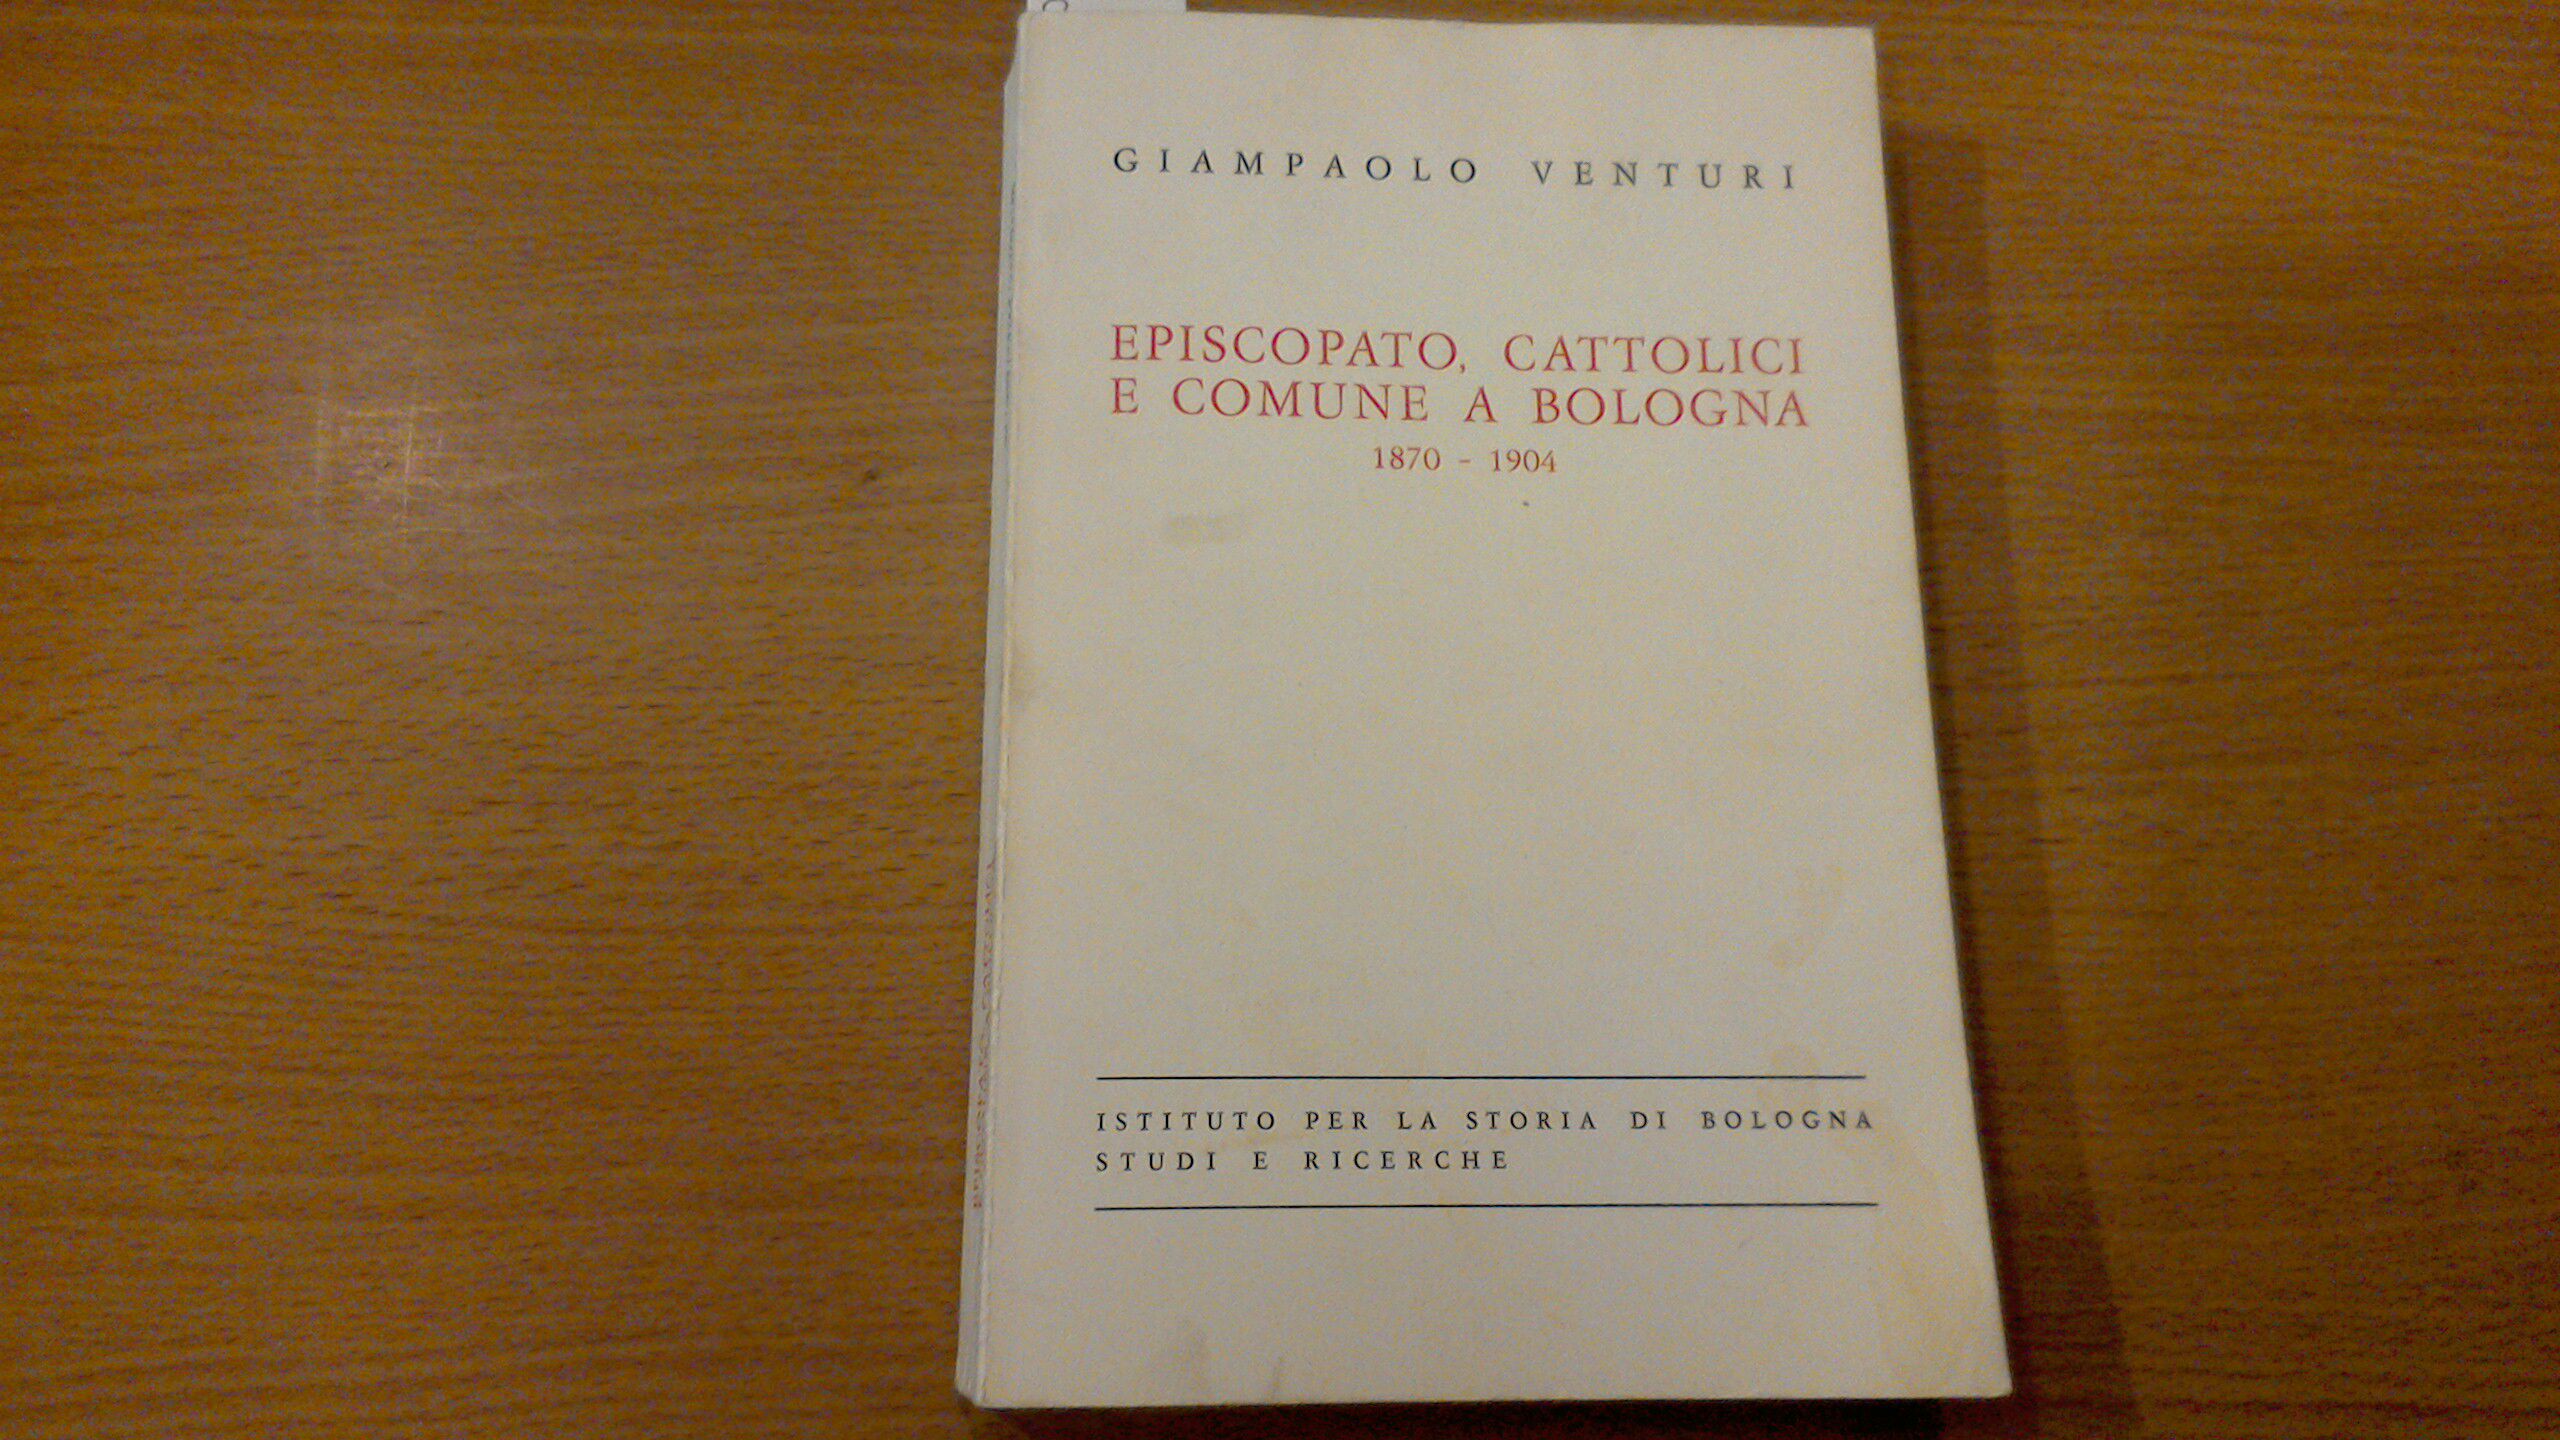 GIAMPAOLO VENTURI
EPISCOPATO, CATTOLICI
E COMUNE A BOLOGNA
1870 - 1904
ISTITUTO PER LA STORIA DI BOLOGNA
STUDI E RICERCHE